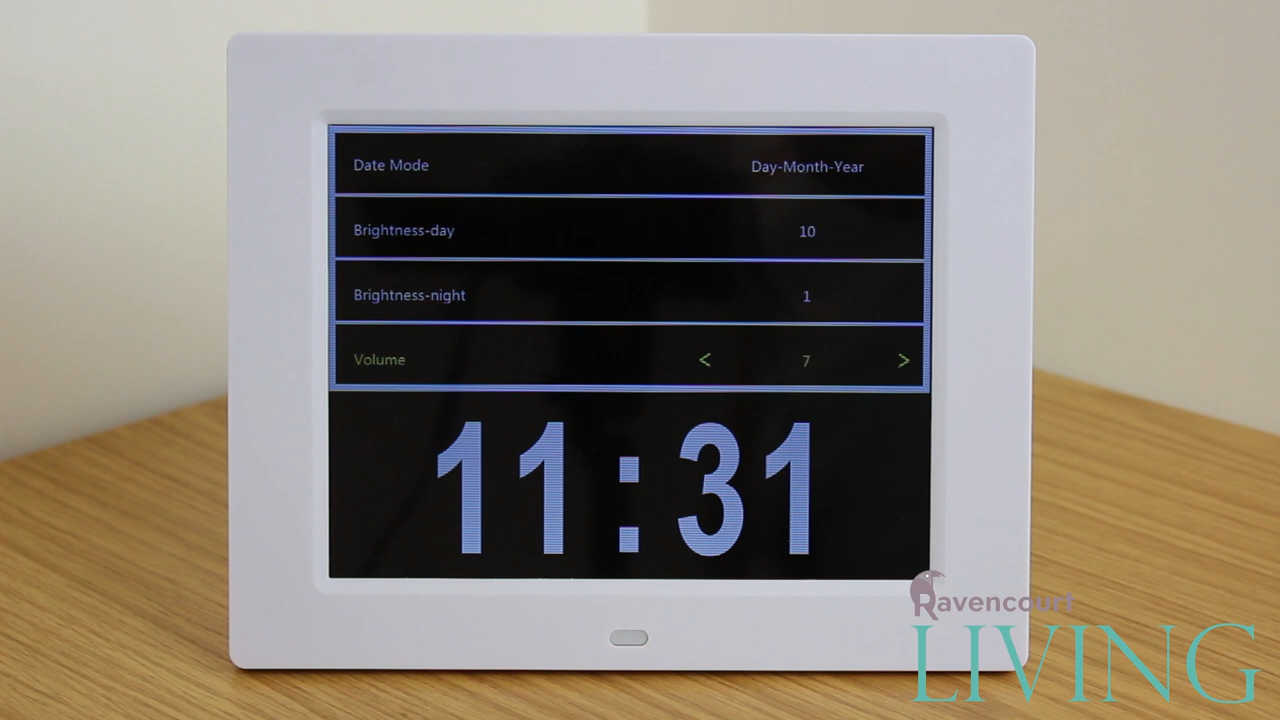 Date Mode Day-Month-Year
Brightness-day 10
Brightness-night 1
Volume < 7 >
11:31
Ravencourt
LIVING